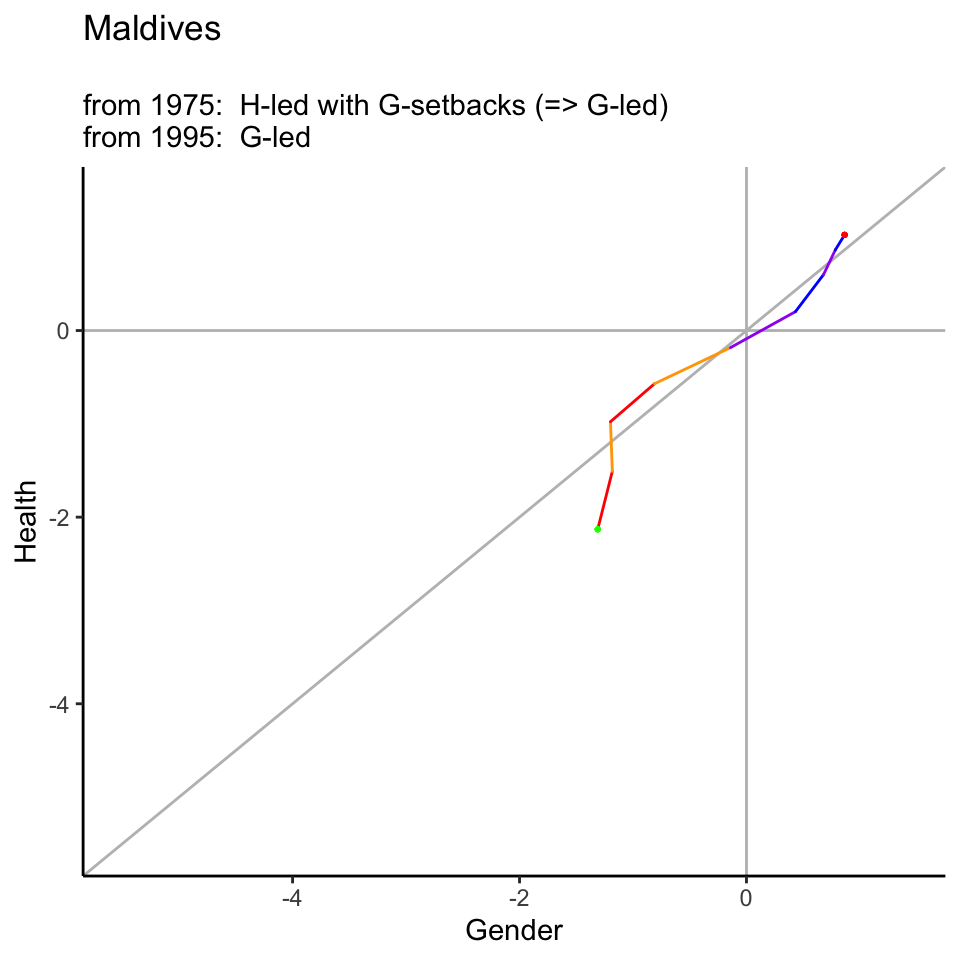 Maldives
from 1975:  H-led with G-setbacks (=> G-led)
from 1995:  G-led
0
-2
-4
Health
-4
-2
0
Gender